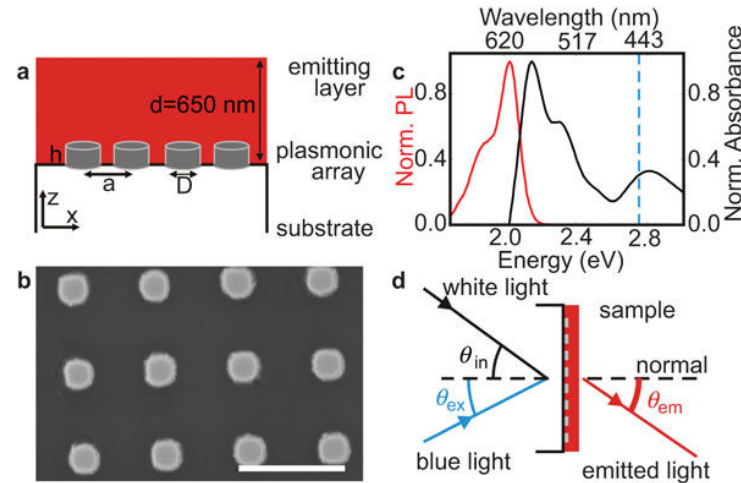 a
emitting
layer
d=650 nm
h
plasmonic
array
a
D
z
x
substrate
b
c
Wavelength (nm)
620 517 443
Norm. PL
0.8
0.4
0.0
Norm. Absorbance
0.8
0.4
0.0
2.0 2.4 2.8
Energy (eV)
d
white light
sample
θin
normal
θex
θem
blue light
emitted light